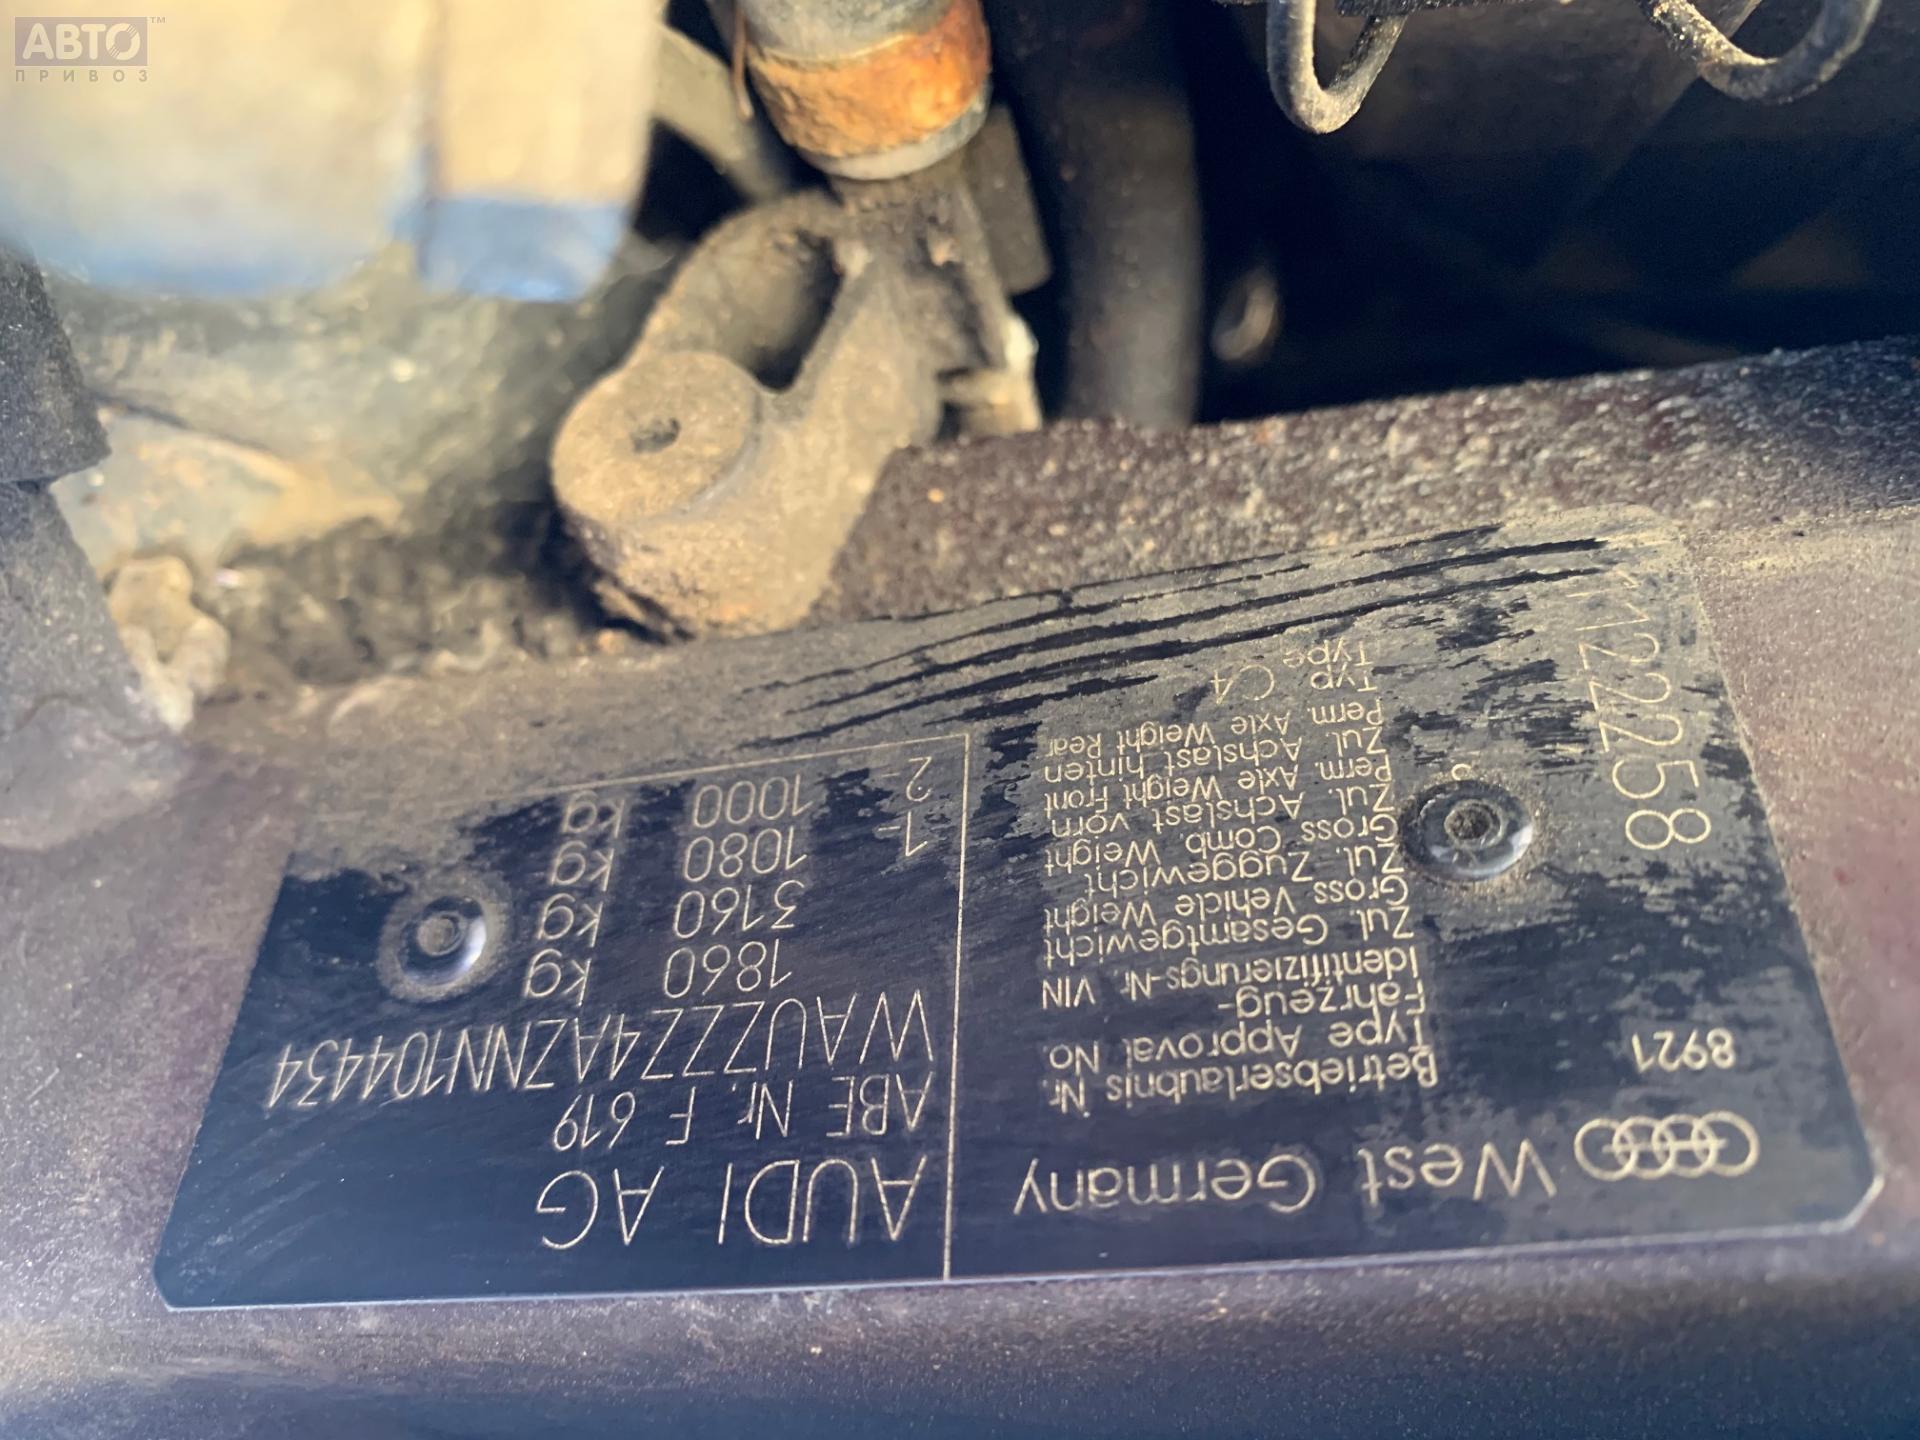 АВТО™
ПРИВОЗ
West Germany
AUDI AG
8921
Betriebserlaubnis Nr.
Type Approval No.
ABE Nr. F 619
Fahrzeug-
Identifizierungs-Nr. VIN
WAUZZZ4AZNN104434
Zul. Gesamtgewicht
Gross Vehicle Weight
1860 kg
Zul. Zuggewicht
Gross Comb. Weight
3160 kg
Zul. Achslast vorn
Perm. Axle Weight Front
1- 1080 kg
Zul. Achslast hinten
Perm. Axle Weight Rear
2- 1000 kg
Typ C4
Type
122258